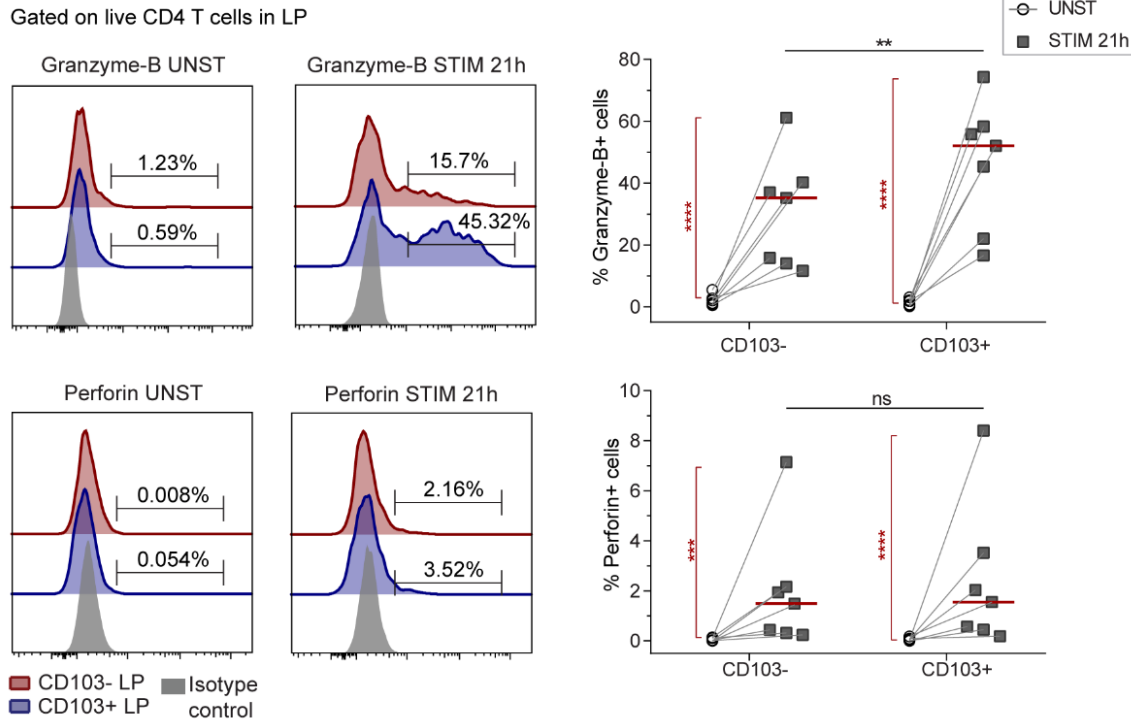 Gated on live CD4 T cells in LP
Granzyme-B UNST
1.23%
0.59%
Granzyme-B STIM 21h
15.7%
45.32%
UNST
STIM 21h
% Granzyme-B+ cells
80
60
40
20
0
****
****
**
CD103-
CD103+
Perforin UNST
0.008%
0.054%
Perforin STIM 21h
2.16%
3.52%
% Perforin+ cells
10
8
6
4
2
0
***
****
ns
CD103-
CD103+
CD103- LP
CD103+ LP
Isotype
control